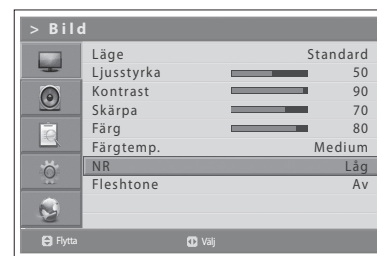 > Bild
Läge Standard
Ljusstyrka 50
Kontrast 90
Skärpa 70
Färg 80
Färgtemp. Medium
NR Låg
Fleshtone Av
Flytta Välj